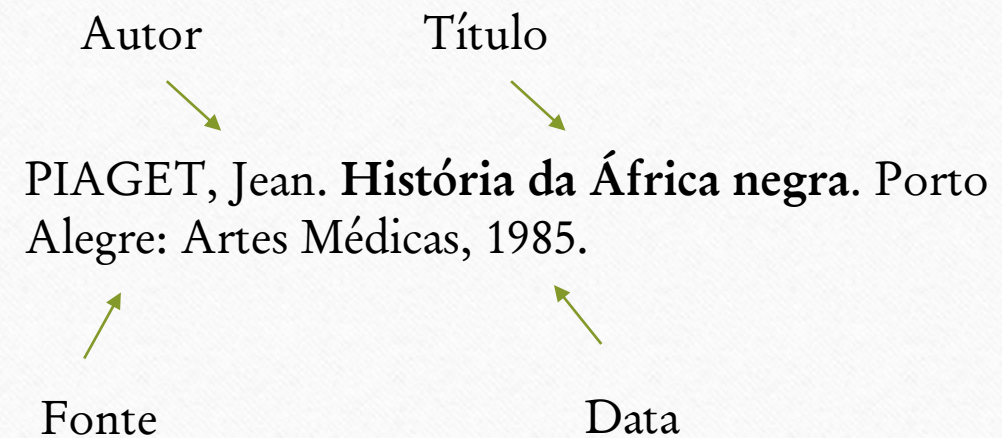 Autor Título
PIAGET, Jean. História da África negra. Porto
Alegre: Artes Médicas, 1985.
Fonte Data